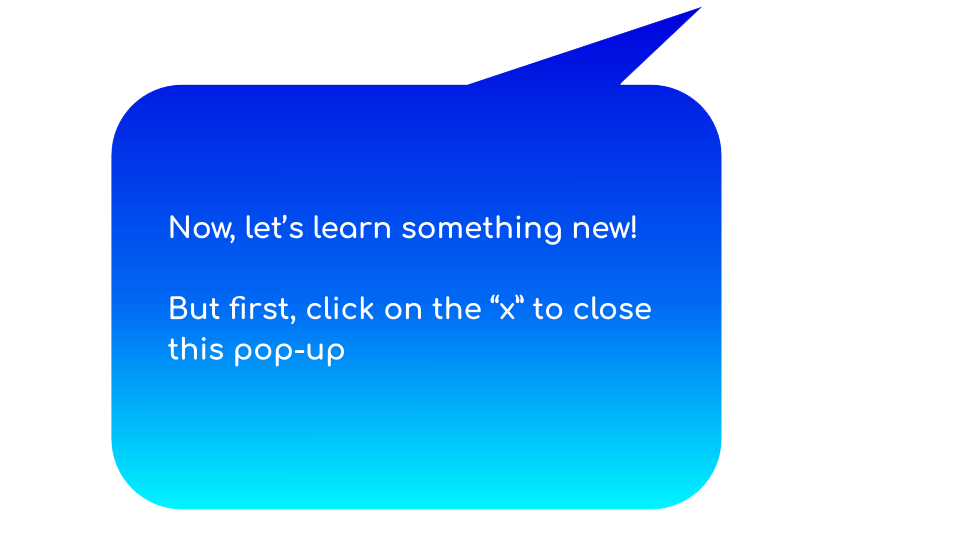 Now, let’s learn something new!
But first, click on the “x” to close
this pop-up